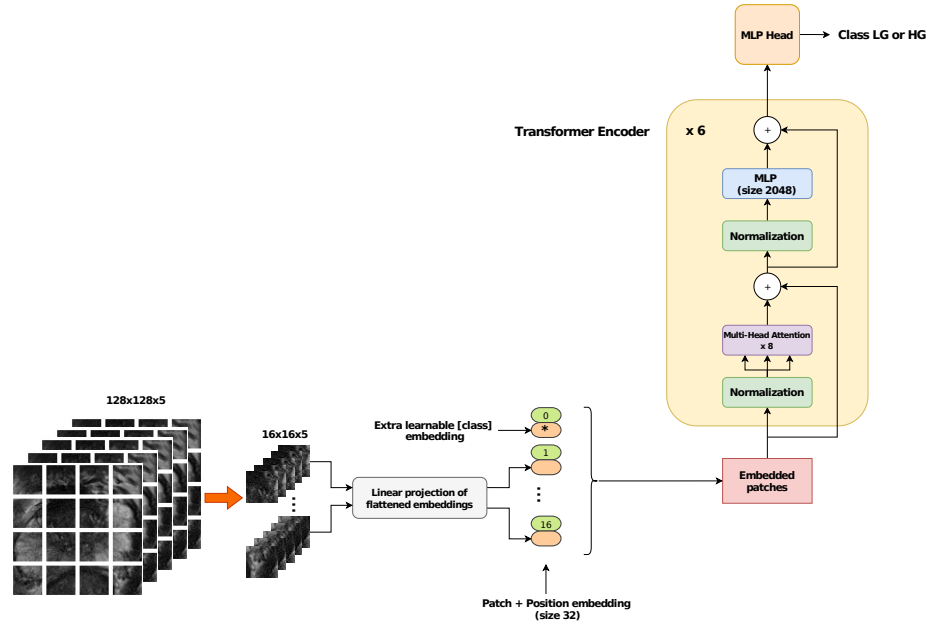 MLP Head
Class LG or HG
Transformer Encoder
x 6
+
MLP
(size 2048)
Normalization
+
Multi-Head Attention
x 8
Normalization
128x128x5
16x16x5
Extra learnable [class]
embedding
0
*
1
Linear projection of
flattened embeddings
16
Embedded
patches
Patch + Position embedding
(size 32)